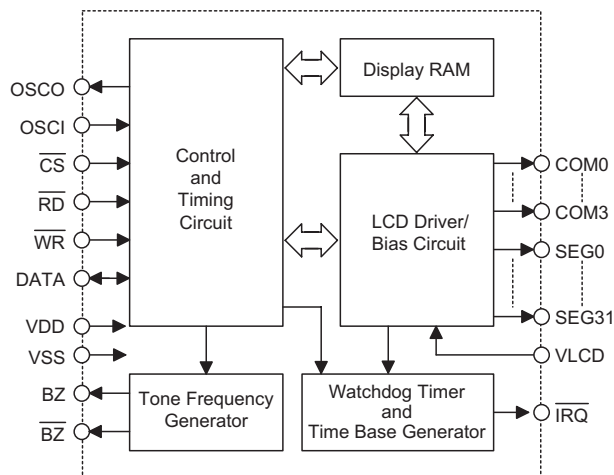 OSCO
OSCI
CS
RD
WR
DATA
VDD
VSS
BZ
BZ
Control
and
Timing
Circuit
Display RAM
LCD Driver/
Bias Circuit
Tone Frequency
Generator
Watchdog Timer
and
Time Base Generator
COM0
COM3
SEG0
SEG31
VLCD
IRQ